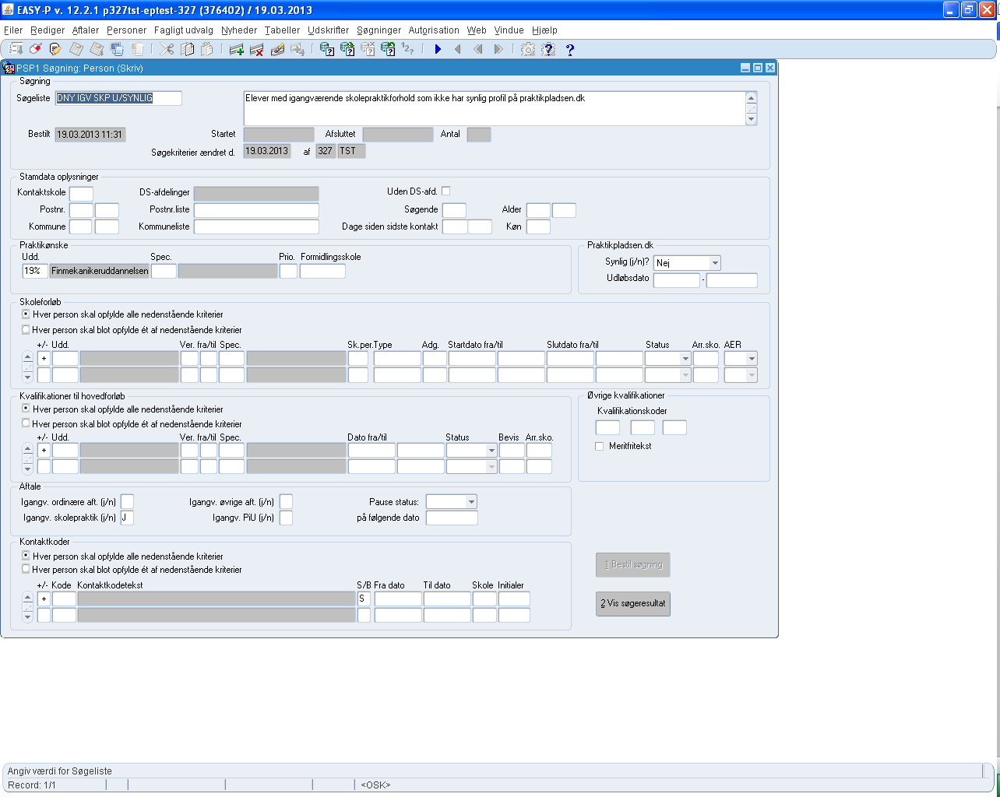 EASY-P v. 12.2.1 p327tst-eptest-327 (376402) / 19.03.2013
Filer Rediger Aftaler Personer Fagligt udvalg Nyheder Tabeller Udskrifter Søgninger Autorisation Web Vindue Hjælp
PSP1 Søgning: Person (Skriv)
Søgning
Søgeliste DNY IGV SKP U/SYNLIG Elever med igangværende skolepraktikforhold som ikke har synlig profil på praktikpladsen.dk
Bestilt 19.03.2013 11:31 Startet Afsluttet Antal
Søgekriterier ændret d. 19.03.2013 af 327 TST
Stamdata oplysninger
Kontaktskole DS-afdelinger Uden DS-afd.
Postnr. Postnr.liste Søgende Alder
Kommune Kommuneliste Dage siden sidste kontakt Køn
Praktikønske Praktikpladsen.dk
Udd. Spec. Prio. Formidlingsskole Synlig (j/n)? Nej
19% Finmekanikeruddannelsen Udløbsdato -
Skoleforløb
Hver person skal opfylde alle nedenstående kriterier
Hver person skal blot opfylde ét af nedenstående kriterier
+/- Udd. Ver. fra/til Spec. Sk.per. Type Adg. Startdato fra/til Slutdato fra/til Status Arr.sko. AER
+
Kvalifikationer til hovedforløb Øvrige kvalifikationer
Hver person skal opfylde alle nedenstående kriterier Kvalifikationskoder
Hver person skal blot opfylde ét af nedenstående kriterier
+/- Udd. Ver. fra/til Spec. Dato fra/til Status Bevis Arr.sko.
+ Meritfritekst
Aftale
Igangv. ordinære aft. (j/n) Igangv. øvrige aft. (j/n) Pause status:
Igangv. skolepraktik (j/n) J Igangv. PiU (j/n) på følgende dato
Kontaktkoder
Hver person skal opfylde alle nedenstående kriterier
Hver person skal blot opfylde ét af nedenstående kriterier 1 Bestil søgning
+/- Kode Kontaktkodetekst S/B Fra dato Til dato Skole Initialer
+ S 2 Vis søgeresultat
Angiv værdi for Søgeliste
Record: 1/1 <OSK>